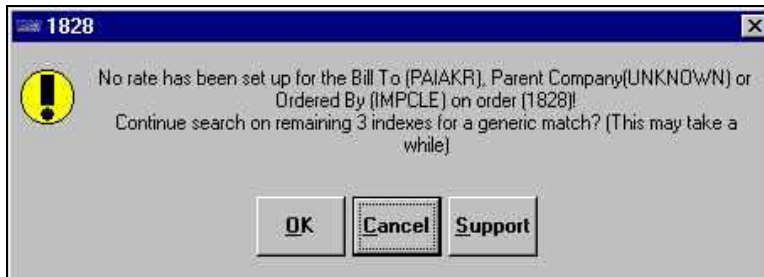 1828
No rate has been set up for the Bill To (PAIAKR), Parent Company(UNKNOWN) or
Ordered By (IMPCLE) on order (1828)!
Continue search on remaining 3 indexes for a generic match? (This may take a
while)
OK
Cancel
Support